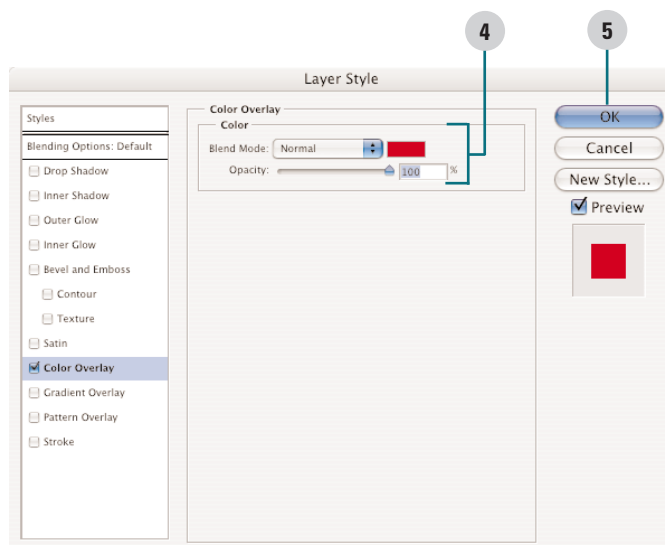 4
5
Layer Style
Styles
Blending Options: Default
Drop Shadow
Inner Shadow
Outer Glow
Inner Glow
Bevel and Emboss
Contour
Texture
Satin
Color Overlay
Gradient Overlay
Pattern Overlay
Stroke
Color Overlay
Color
Blend Mode: Normal
Opacity: 100 %
OK
Cancel
New Style...
Preview